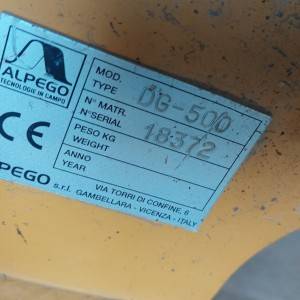 ALPEGO
TECNOLOGIE IN CAMPO
MOD.
TYPE DG-500
N° MATR.
N° SERIAL 18372
PESO KG
WEIGHT
ANNO
YEAR
CE
LPEGO s.r.l. VIA TORRI DI CONFINE, 6
GAMBELLARA - VICENZA - ITALY